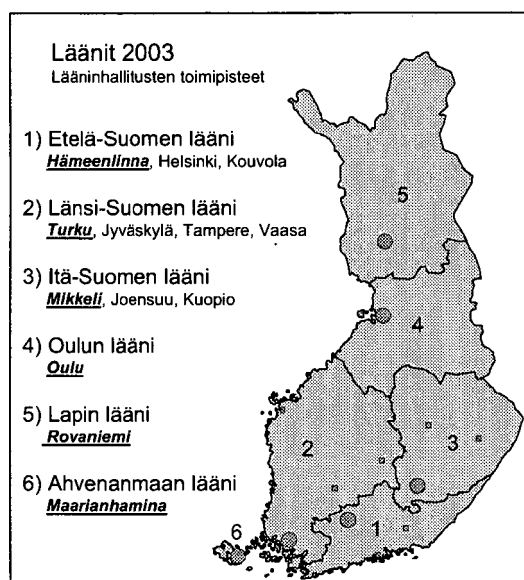 Läänit 2003
Lääninhallitusten toimipisteet
1) Etelä-Suomen lääni
Hämeenlinna, Helsinki, Kouvola
2) Länsi-Suomen lääni
Turku, Jyväskylä, Tampere, Vaasa
3) Itä-Suomen lääni
Mikkeli, Joensuu, Kuopio
4) Oulun lääni
Oulu
5) Lapin lääni
Rovaniemi
6) Ahvenanmaan lääni
Maarianhamina
5
4
2
3
1
6